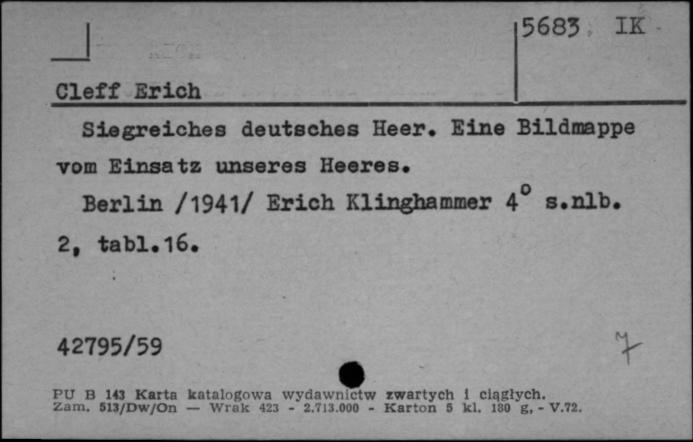 5683 IK
Cleff Erich
Siegreiches deutsches Heer. Eine Bildmappe
vom Einsatz unseres Heeres.
Berlin /1941/ Erich Klinghammer 4° s.nlb.
2, tabl.16.
42795/59
7
PU B 143 Karta katalogowa wydawnictw zwartych i ciągłych.
Zam. 513/Dw/On — Wrak 423 - 2.713.000 - Karton 5 kl. 180 g, - V.72.